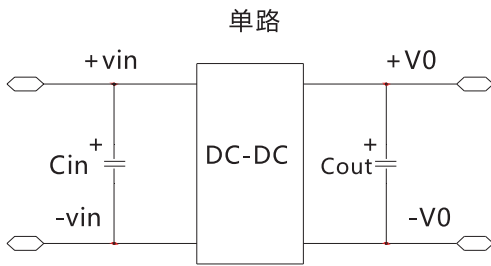 单路
+vin
+V0
+
+
Cin
DC-DC
Cout
-vin
-V0